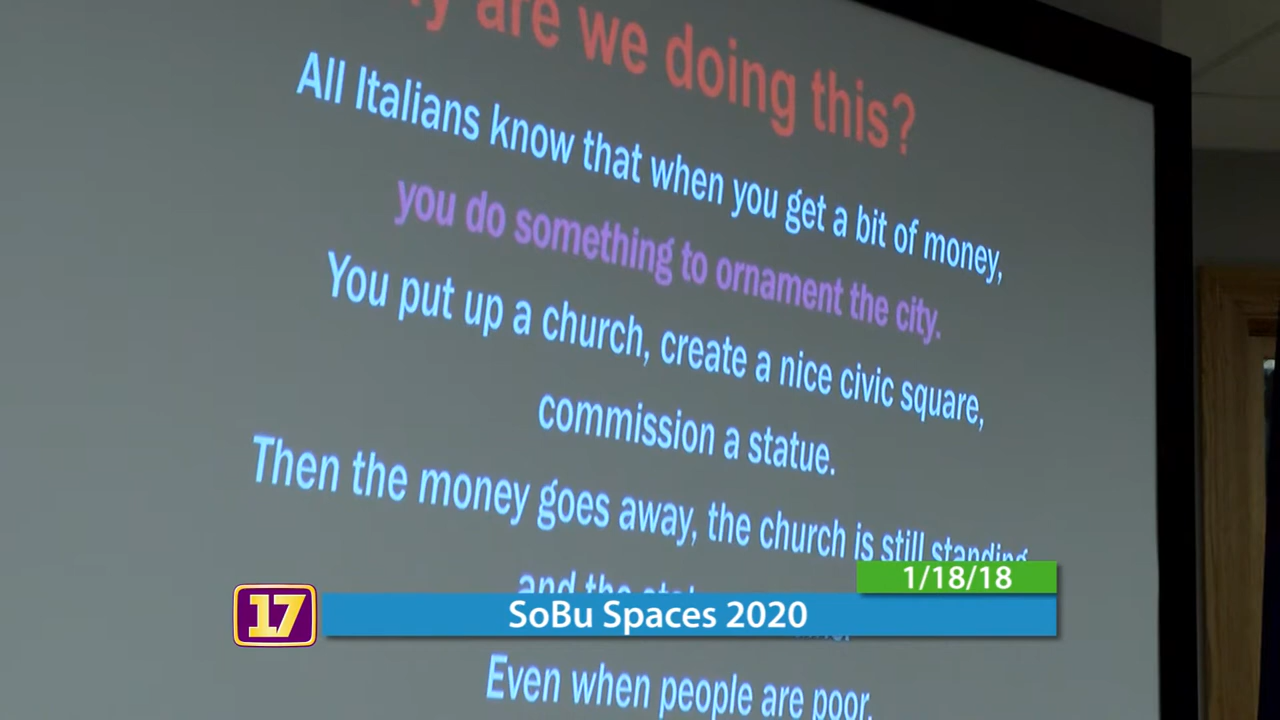 are we doing this?
All Italians know that when you get a bit of money,
you do something to ornament the city.
You put up a church, create a nice civic square,
commission a statue.
Then the money goes away, the church is still standing
and the
Even when people are poor,
1/18/18
17
SoBu Spaces 2020